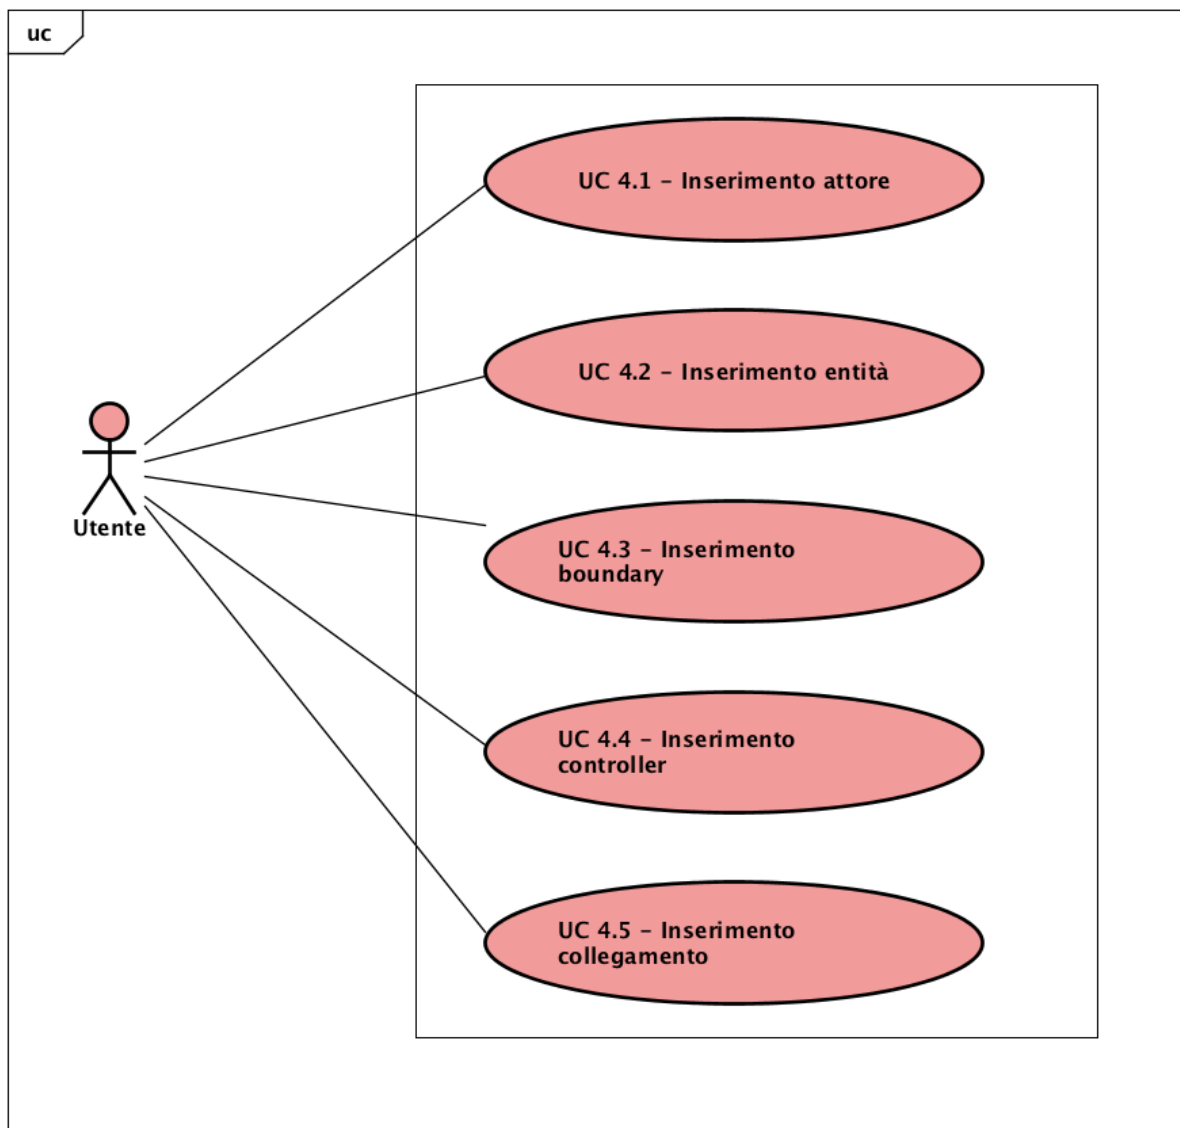 uc
UC 4.1 – Inserimento attore
UC 4.2 – Inserimento entità
Utente
UC 4.3 – Inserimento
boundary
UC 4.4 – Inserimento
controller
UC 4.5 – Inserimento
collegamento